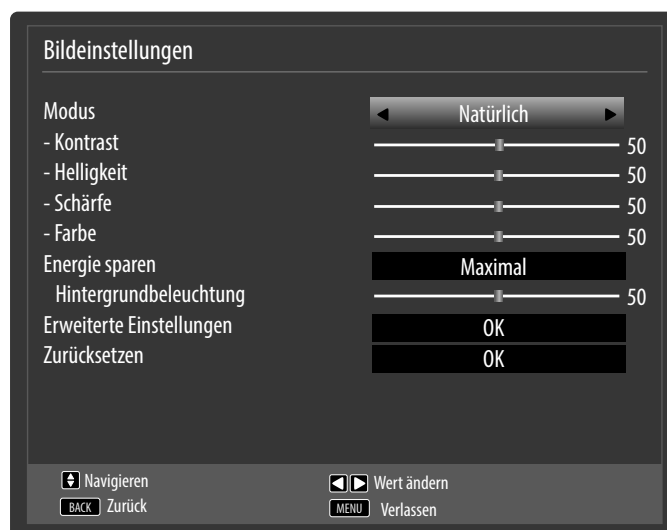 Bildeinstellungen
Modus Natürlich
- Kontrast 50
- Helligkeit 50
- Schärfe 50
- Farbe 50
Energie sparen Maximal
Hintergrundbeleuchtung 50
Erweiterte Einstellungen OK
Zurücksetzen OK
Navigieren Wert ändern
BACK Zurück MENU Verlassen